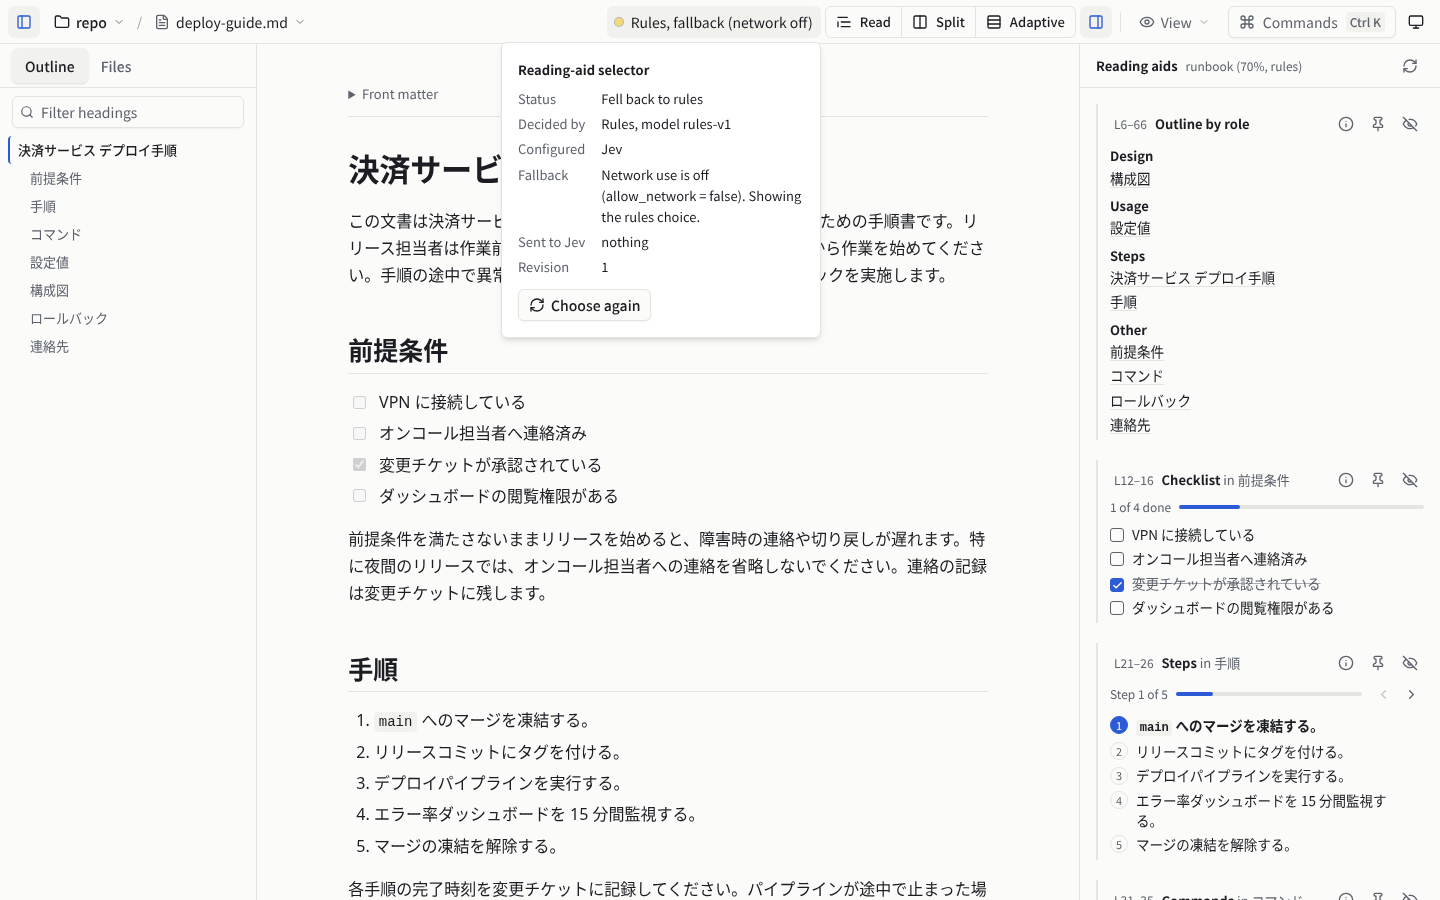 repo / deploy-guide.md
Rules, fallback (network off)
Read Split Adaptive
View
Commands Ctrl K
Outline Files
Filter headings
決済サービス デプロイ手順
前提条件
手順
コマンド
設定値
構成図
ロールバック
連絡先
Front matter
決済サービ
この文書は決済サービ
ための手順書です。リ
リース担当者は作業前
から作業を始めてくださ
い。手順の途中で異常
ックを実施します。
Reading-aid selector
Status Fell back to rules
Decided by Rules, model rules-v1
Configured Jev
Fallback Network use is off
(allow_network = false). Showing
the rules choice.
Sent to Jev nothing
Revision 1
Choose again
前提条件
VPN に接続している
オンコール担当者へ連絡済み
変更チケットが承認されている
ダッシュボードの閲覧権限がある
前提条件を満たさないままリリースを始めると、障害時の連絡や切り戻しが遅れます。特
に夜間のリリースでは、オンコール担当者への連絡を省略しないでください。連絡の記録
は変更チケットに残します。
手順
1. main へのマージを凍結する。
2. リリースコミットにタグを付ける。
3. デプロイパイプラインを実行する。
4. エラー率ダッシュボードを 15 分間監視する。
5. マージの凍結を解除する。
各手順の完了時刻を変更チケットに記録してください。パイプラインが途中で止まった場
Reading aids runbook (70%, rules)
L6–66 Outline by role
Design
構成図
Usage
設定値
Steps
決済サービス デプロイ手順
手順
Other
前提条件
コマンド
ロールバック
連絡先
L12–16 Checklist in 前提条件
1 of 4 done
VPN に接続している
オンコール担当者へ連絡済み
変更チケットが承認されている
ダッシュボードの閲覧権限がある
L21–26 Steps in 手順
Step 1 of 5
1 main へのマージを凍結する。
2 リリースコミットにタグを付ける。
3 デプロイパイプラインを実行する。
4 エラー率ダッシュボードを 15 分間監視す
る。
5 マージの凍結を解除する。
Commands in コマンド